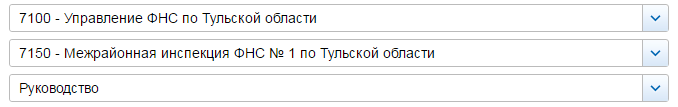 7100 - Управление ФНС по Тульской области
7150 - Межрайонная инспекция ФНС № 1 по Тульской области
Руководство